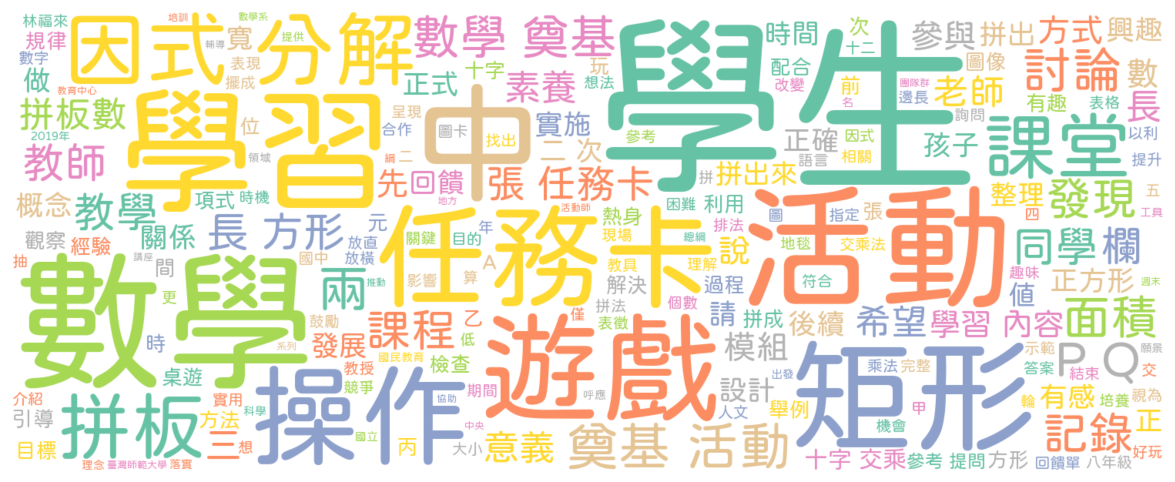 林福來
培訓
數學系
因式分解
數學 奠基
學生
時間
次
十二
參與
拼出
方式
興趣
規律
輔導
提供
寬
數字
表現
做
擺成
教育中心
十字
正式
素養
玩
想法
配合
改變
前
名
團隊群
邊長
老師
圖像
詢問
討論
數
有趣
表格
長
以利
拼板數
2019年
位
學習
中
呈現
合作
圖卡
找出
實施
參考
正確
語言
因式
相關
孩子
課堂
提升
教師
領域
綱
二
二 次
先
回饋
地方
張 任務卡
拼
拼出來
整理
五
四
工具
發現
概念
教學
項式
時機
元
年
活動師
熱身
困難
利用
圖
指定
張
排法
觀察
經驗
關係
長 方形
放直
放橫
關鍵
目的
任務卡
現場
總綱
說
地毯
交乘法
活動
同學
欄
抽
講座
間
國中
影響
算
A
教具
理解
解決
過程
符合
趣味
值
正方形
週末
更
數學
兩
推動
拼法
個數
請
拼成
後續
希望
學習 內容
面積
時
系列
鼓勵
發展
課程
乙
低
僅
表徵
遊戲
模組
桌遊
教授
國民教育
檢查
競爭
期間
呼應
設計
出發
矩形
乘法
完整
示範
答案
P Q
願景
交
結束
介紹
引導
拼板
實用
方法
科學
三
想
國立
操作
協助
中央
丙
大小
意義
人文
舉例
甲
機會
輪
有感
培養
視為
正
記錄
好玩
目標
理念
臺灣師範大學
落實
奠基 活動
十字 交乘
參考
提問
方形
回饋單
八年級